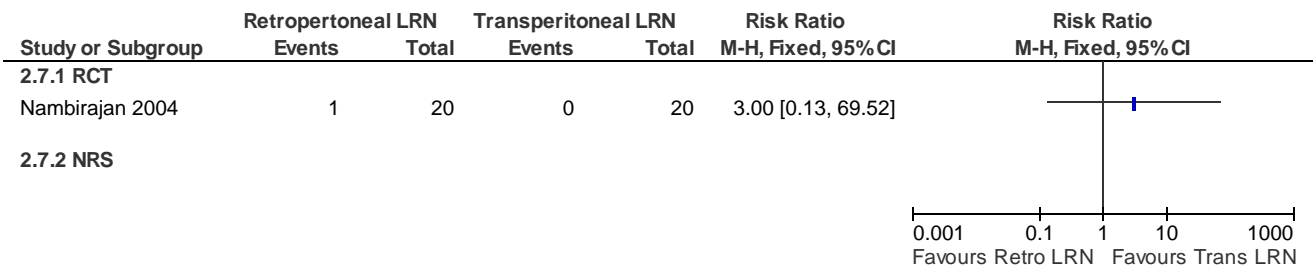 Retropertoneal LRN Transperitoneal LRN Risk Ratio Risk Ratio
Study or Subgroup Events Total Events Total M-H, Fixed, 95% CI M-H, Fixed, 95% CI
2.7.1 RCT
Nambirajan 2004 1 20 0 20 3.00 [0.13, 69.52]
2.7.2 NRS
0.001 0.1 1 10 1000
Favours Retro LRN Favours Trans LRN